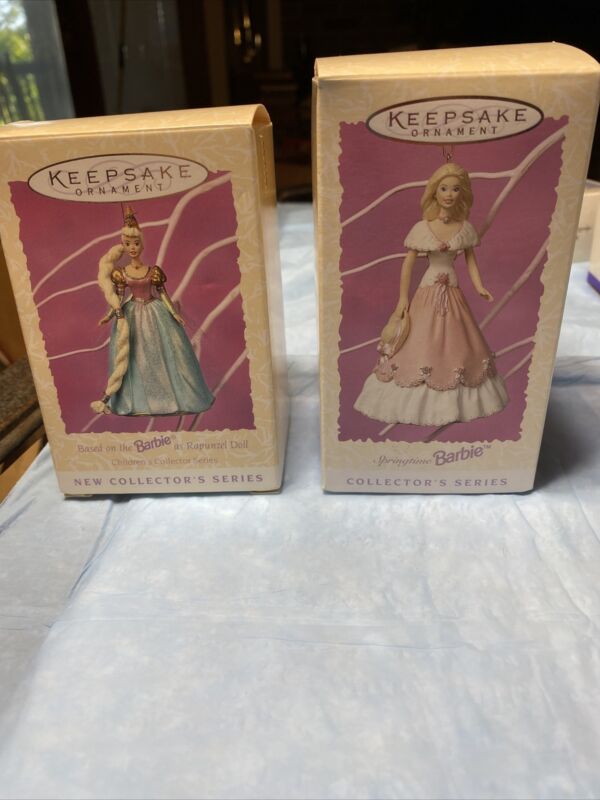 KEEPSAKE
ORNAMENT
Based on the Barbie® as Rapunzel Doll
Children's Collector Series
NEW COLLECTOR'S SERIES
KEEPSAKE
ORNAMENT
Springtime Barbie™
COLLECTOR'S SERIES